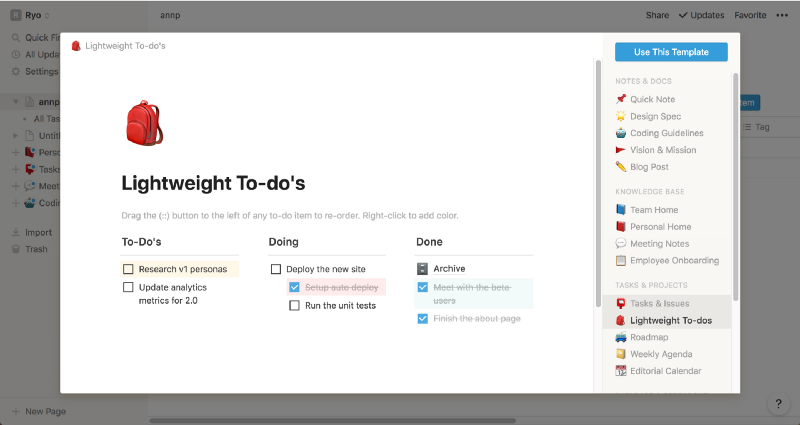 Ryo
annp
Share
Updates
Favorite
Quick Fin
All Upda
Settings
annp
All Tas
Untitl
Perso
Tasks
Meet
Codin
Import
Trash
New Page
Lightweight To-do's
Lightweight To-do's
Drag the (::) button to the left of any to-do item to re-order. Right-click to add color.
To-Do's
Research v1 personas
Update analytics
metrics for 2.0
Doing
Deploy the new site
Setup auto deploy
Run the unit tests
Done
Archive
Meet with the beta
users
Finish the about page
Use This Template
NOTES & DOCS
Quick Note
Design Spec
Coding Guidelines
Vision & Mission
Blog Post
KNOWLEDGE BASE
Team Home
Personal Home
Meeting Notes
Employee Onboarding
TASKS & PROJECTS
Tasks & Issues
Lightweight To-dos
Roadmap
Weekly Agenda
Editorial Calendar
tem
Tag
?